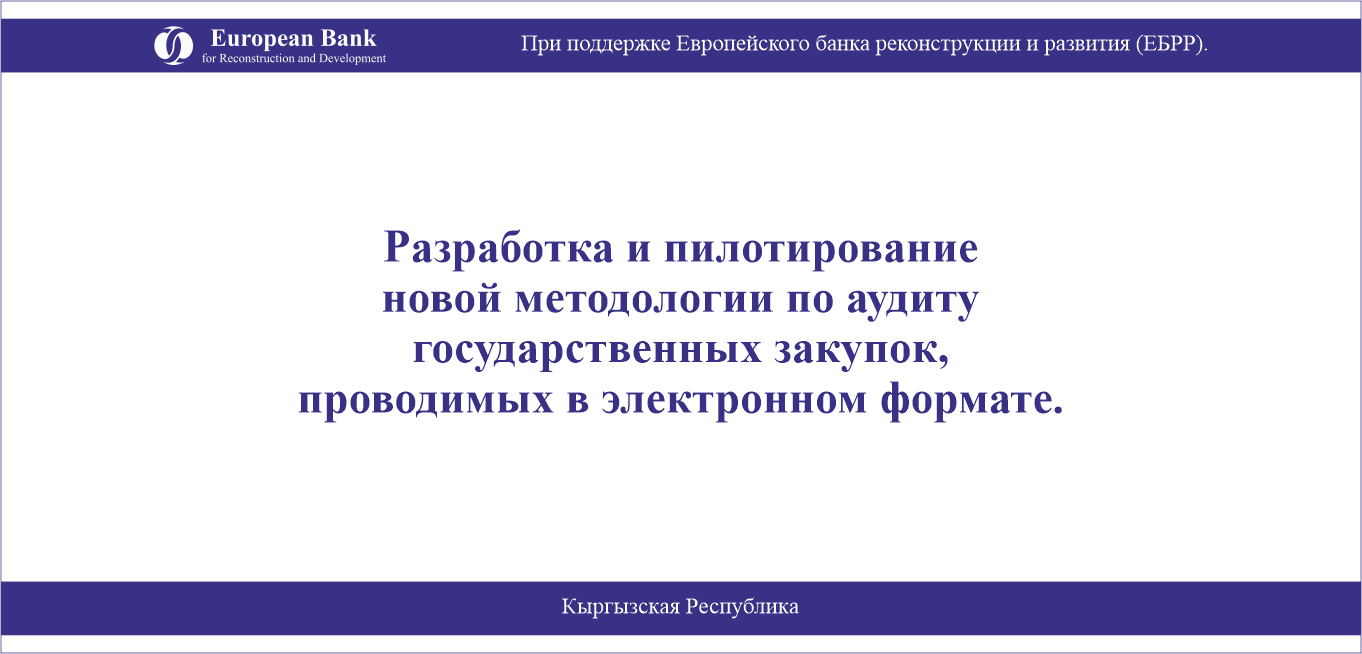 European Bank
for Reconstruction and Development
При поддержке Европейского банка реконструкции и развития (ЕБРР).
Разработка и пилотирование
новой методологии по аудиту
государственных закупок,
проводимых в электронном формате.
Кыргызская Республика